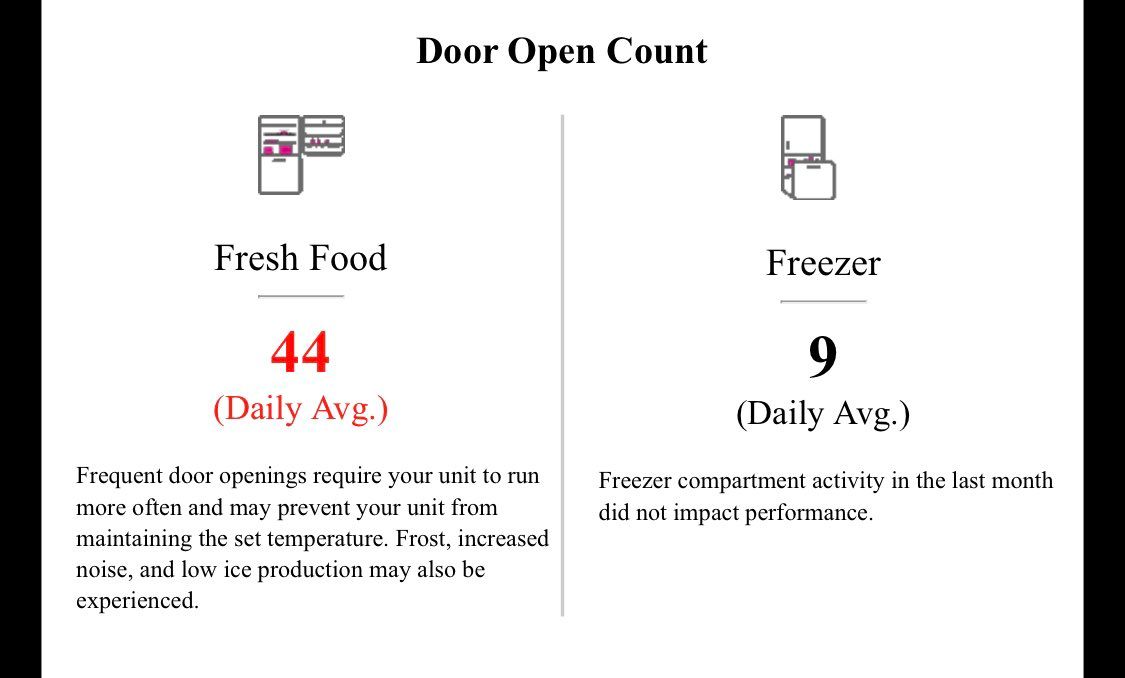 Door Open Count
Fresh Food
44
(Daily Avg.)
Frequent door openings require your unit to run
more often and may prevent your unit from
maintaining the set temperature. Frost, increased
noise, and low ice production may also be
experienced.
Freezer
9
(Daily Avg.)
Freezer compartment activity in the last month
did not impact performance.